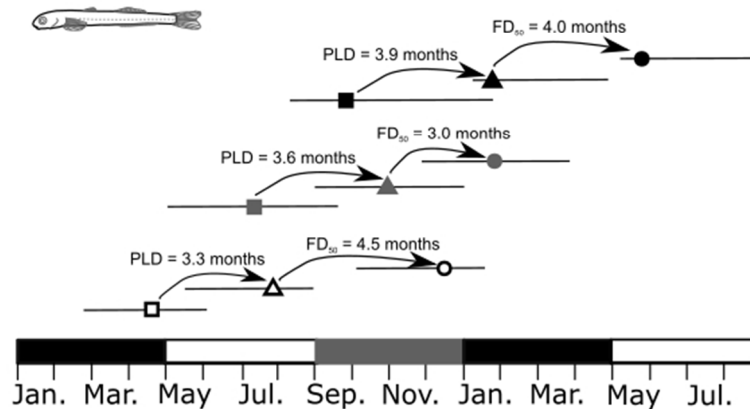 FD₅₀ = 4.0 months
PLD = 3.9 months
FD₅₀ = 3.0 months
PLD = 3.6 months
FD₅₀ = 4.5 months
PLD = 3.3 months
Jan. Mar. May Jul. Sep. Nov. Jan. Mar. May Jul.